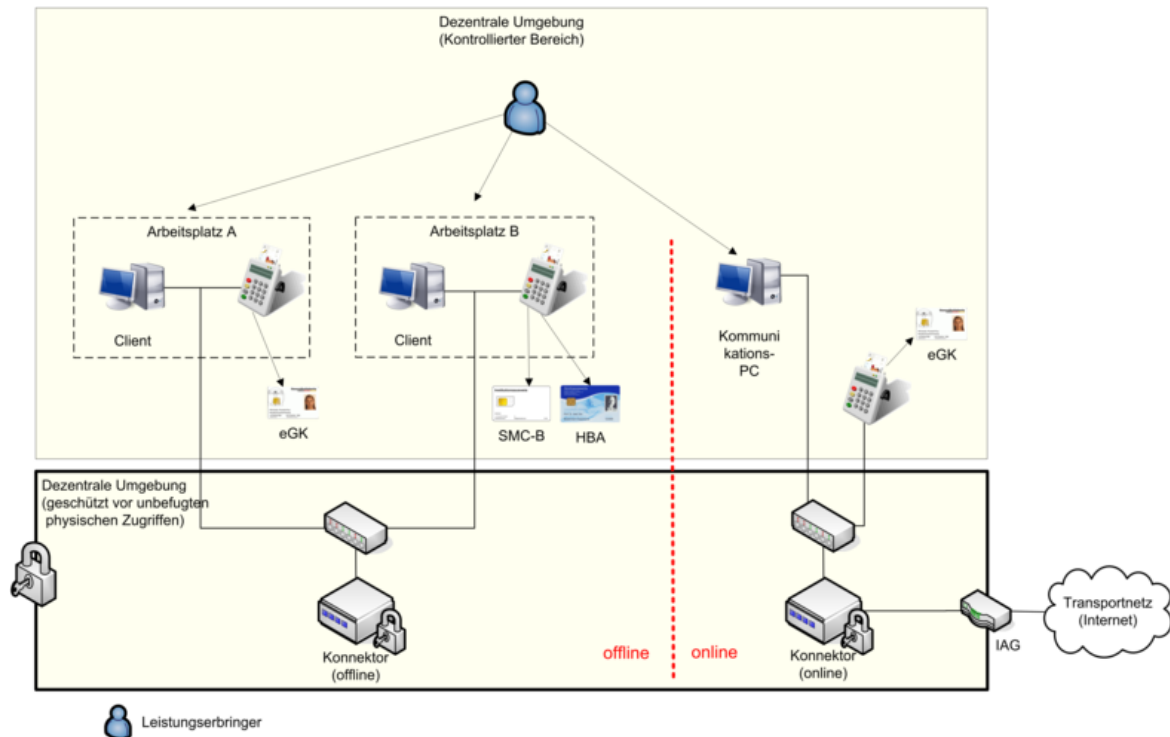 Dezentrale Umgebung
(Kontrollierter Bereich)
Arbeitsplatz A
Arbeitsplatz B
Client
Client
Kommuni
kations-
PC
eGK
eGK
SMC-B
HBA
Dezentrale Umgebung
(geschützt vor unbefugten
physischen Zugriffen)
Konnektor
(offline)
offline
online
Konnektor
(online)
IAG
Transportnetz
(Internet)
Leistungserbringer